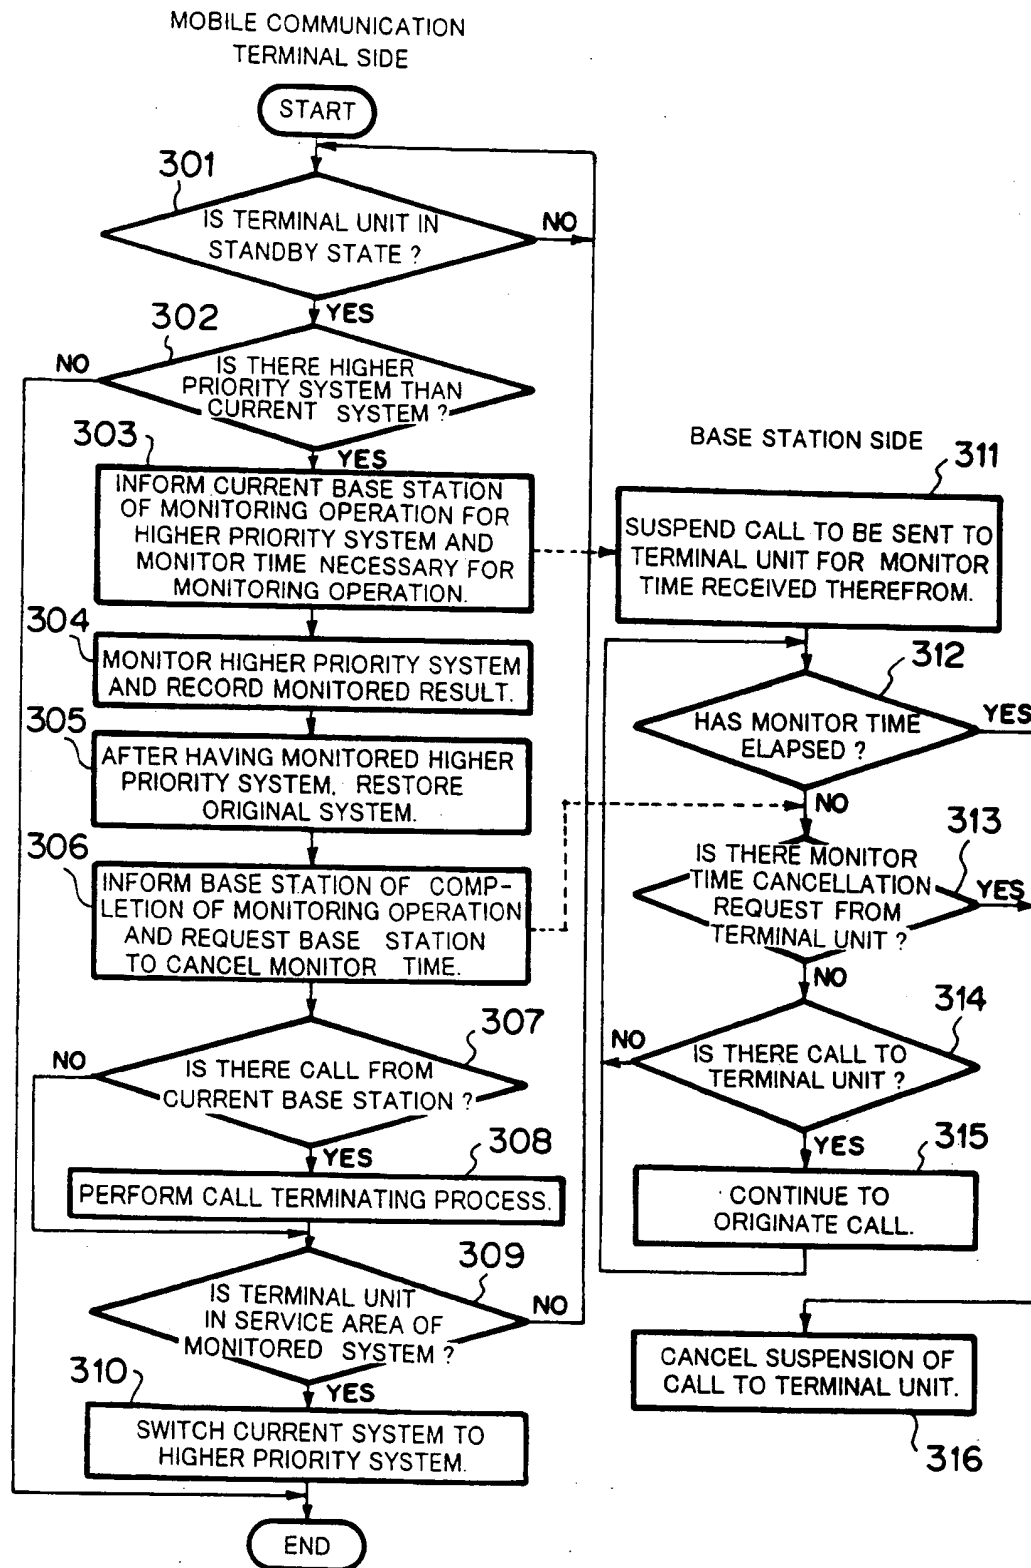 MOBILE COMMUNICATION
TERMINAL SIDE
START
301
IS TERMINAL UNIT IN
STANDBY STATE ?
NO
YES
302
NO
IS THERE HIGHER
PRIORITY SYSTEM THAN
CURRENT SYSTEM ?
303
YES
INFORM CURRENT BASE STATION
OF MONITORING OPERATION FOR
HIGHER PRIORITY SYSTEM AND
MONITOR TIME NECESSARY FOR
MONITORING OPERATION.
304
MONITOR HIGHER PRIORITY SYSTEM
AND RECORD MONITORED RESULT.
305
AFTER HAVING MONITORED HIGHER
PRIORITY SYSTEM, RESTORE
ORIGINAL SYSTEM.
306
INFORM BASE STATION OF COMP-
LETION OF MONITORING OPERATION
AND REQUEST BASE STATION
TO CANCEL MONITOR TIME.
307
NO
IS THERE CALL FROM
CURRENT BASE STATION ?
YES
308
PERFORM CALL TERMINATING PROCESS.
309
IS TERMINAL UNIT
IN SERVICE AREA OF
MONITORED SYSTEM ?
NO
310
YES
SWITCH CURRENT SYSTEM TO
HIGHER PRIORITY SYSTEM.
END
BASE STATION SIDE
311
SUSPEND CALL TO BE SENT TO
TERMINAL UNIT FOR MONITOR
TIME RECEIVED THEREFROM.
312
HAS MONITOR TIME
ELAPSED ?
YES
NO
313
IS THERE MONITOR
TIME CANCELLATION
REQUEST FROM
TERMINAL UNIT ?
YES
NO
314
NO
IS THERE CALL TO
TERMINAL UNIT ?
YES
315
CONTINUE TO
ORIGINATE CALL.
CANCEL SUSPENSION OF
CALL TO TERMINAL UNIT.
316